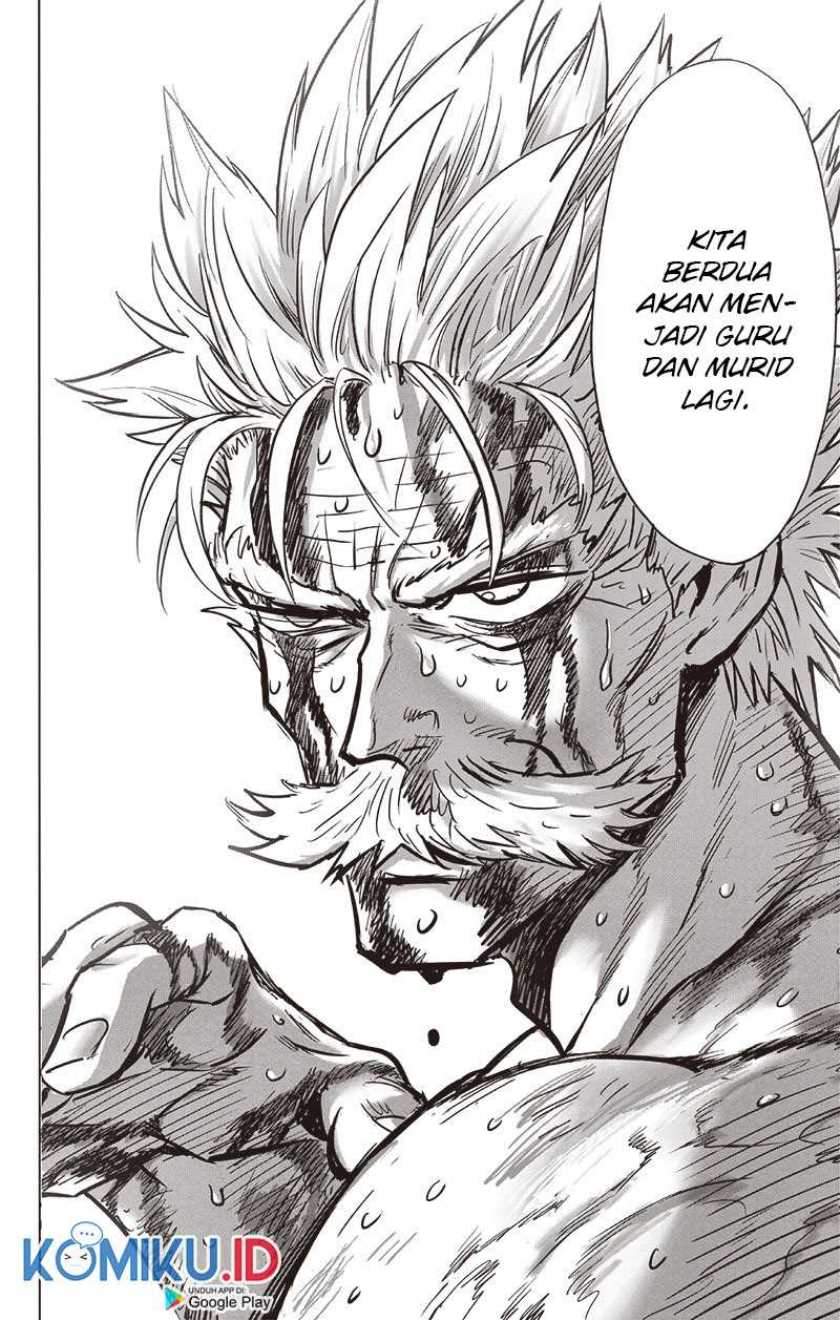 KITA
BERDUA
AKAN MEN-
JADI GURU
DAN MURID
LAGI.
KOMIKU.ID
UNDUH APP DI:
Google Play